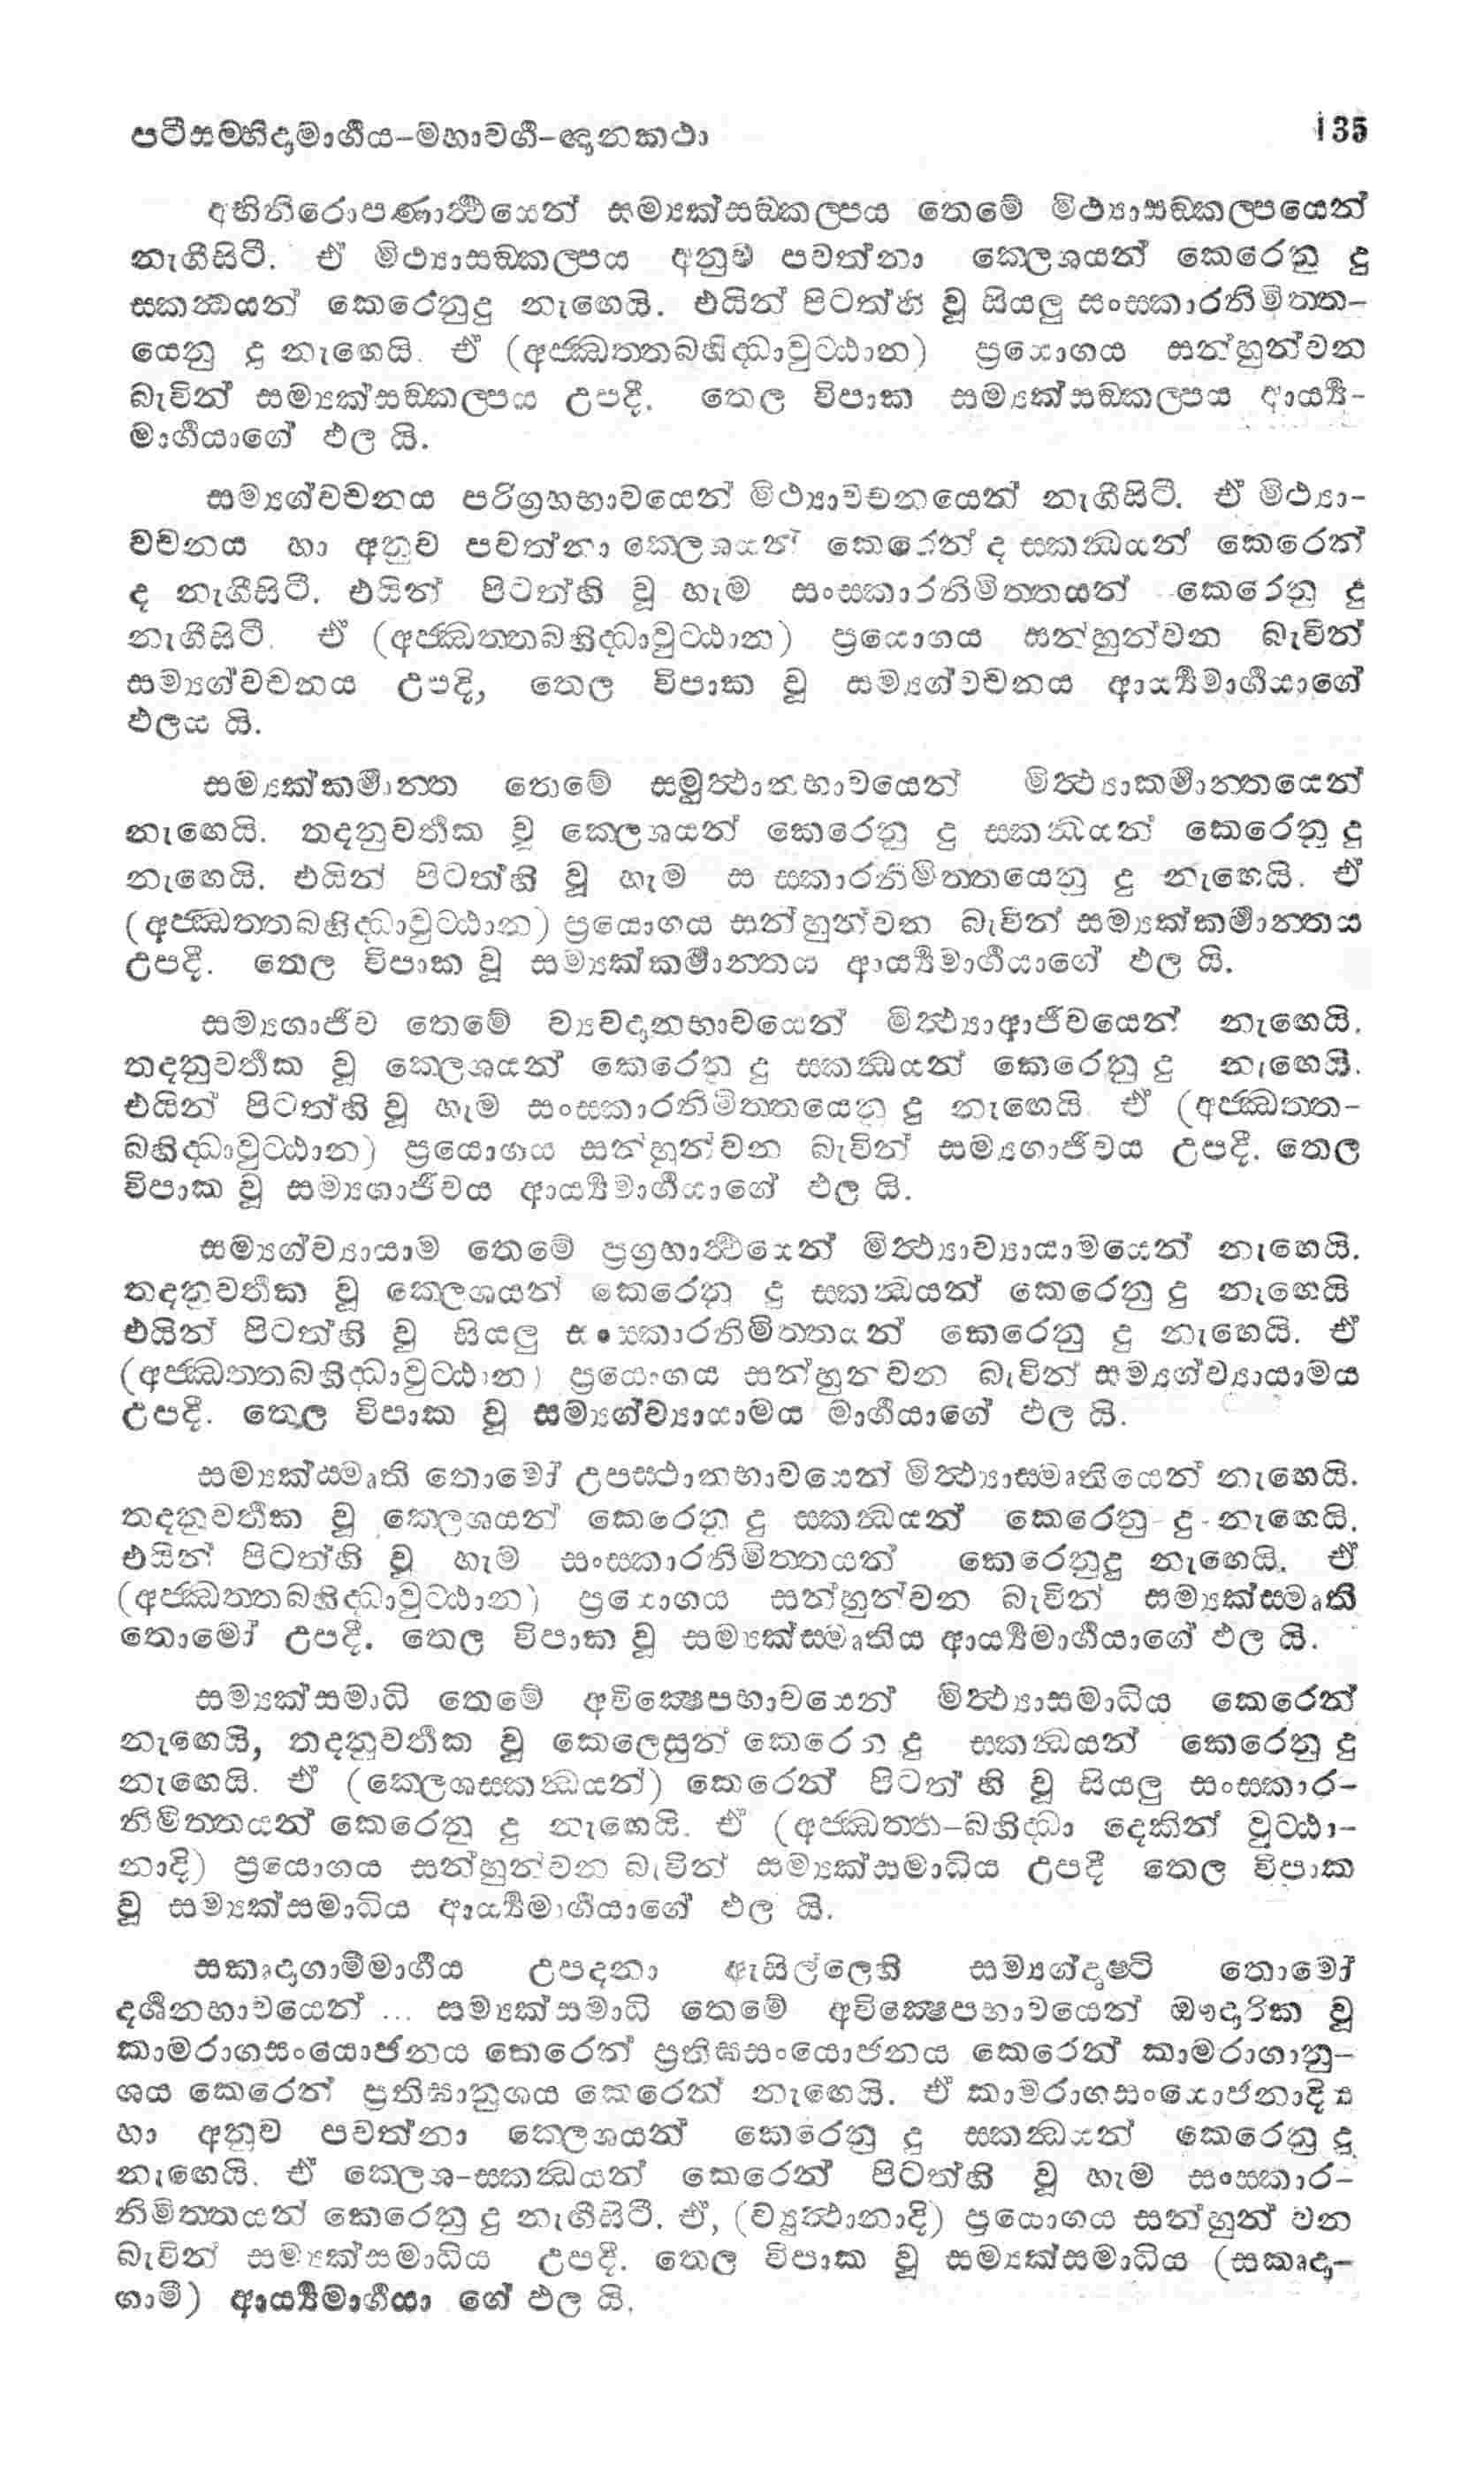 පටිසම්භිදාමාර්‍ගය-මහාවර්‍ග-ඥානකථා 135
අභිනිරොපණාර්‍ථයෙන් සම්‍යක්සඞ්කල්පය තෙමේ මිථ්‍යාසඞ්කල්පයෙන්
නැගීසිටී. ඒ මිථ්‍යාසඞ්කල්පය අනුව පවත්නා ක්ලේශයන් කෙරෙනු දු
ස්කන්‍ධයන් කෙරෙනුදු නැඟෙයි. එයින් පිටත්හි වූ සියලු සංස්කාරනිමිත්ත-
යෙනු දු නැඟෙයි. ඒ (අජ්ඣත්තබහිද්ධාවුට්ඨාන) ප්‍රයොගය සන්හුන්වන
බැවින් සම්‍යක්සඞ්කල්පය උපදී. තෙල විපාක සම්‍යක්සඞ්කල්පය ආර්‍ය්‍ය-
මාර්‍ගයාගේ ඵල යි.
සම්‍යග්වචනය පරිග්‍රහභාවයෙන් මිථ්‍යාවචනයෙන් නැගීසිටී. ඒ මිථ්‍යා-
වචනය හා අනුව පවත්නා ක්ලේශයන් කෙරෙන් ද ස්කන්‍ධයන් කෙරෙන්
ද නැගීසිටී. එයින් පිටත්හි වූ හැම සංස්කාරනිමිත්තයන් කෙරෙනු දු
නැගීසිටී. ඒ (අජ්ඣත්තබහිද්ධාවුට්ඨාන) ප්‍රයොගය සන්හුන්වන බැවින්
සම්‍යග්වචනය උපදි, තෙල විපාක වූ සම්‍යග්වචනය ආර්‍ය්‍යමාර්‍ගයාගේ
ඵලය යි.
සම්‍යක්කර්‍මාන්ත තෙමේ සමුත්‍ථානභාවයෙන් මිත්‍ථ්‍යාකර්‍මාන්තයෙන්
නැඟෙයි. තදනුවර්‍තක වූ ක්ලේශයන් කෙරෙනු දු ස්කන්‍ධයන් කෙරෙනු දු
නැඟෙයි. එයින් පිටත්හි වූ හැම ස ස්කාරනිමිත්තයෙනු දු නැඟෙයි. ඒ
(අජ්ඣත්තබහිද්ධාවුට්ඨාන) ප්‍රයොගය සන්හුන්වන බැවින් සම්‍යක්කර්‍මාන්තය
උපදී. තෙල විපාක වූ සම්‍යක්කර්‍මාන්තය ආර්‍ය්‍යමාර්‍ගයාගේ ඵල යි.
සම්‍යගාජීව තෙමේ ව්‍යවදානභාවයෙන් මිත්‍ථ්‍යාආජීවයෙන් නැඟෙයි.
තදනුවර්‍තක වූ ක්ලේශයන් කෙරෙනු දු ස්කන්‍ධයන් කෙරෙනු දු නැඟෙයි.
එයින් පිටත්හි වූ හැම සංස්කාරනිමිත්තයෙනු දු නැඟෙයි. ඒ (අජ්ඣත්ත-
බහිද්ධාවුට්ඨාන) ප්‍රයොගය සන්හුන්වන බැවින් සම්‍යගාජීවය උපදී. තෙල
විපාක වූ සම්‍යගාජීවය ආර්‍ය්‍යමාර්‍ගයාගේ ඵල යි.
සම්‍යග්ව්‍යායාම තෙමේ ප්‍රග්‍රහාර්‍ථයෙන් මිත්‍ථ්‍යාව්‍යායාමයෙන් නැඟෙයි.
තදනුවර්‍තක වූ ක්ලේශයන් කෙරෙනු දු ස්කන්‍ධයන් කෙරෙනු දු නැඟෙයි
එයින් පිටත්හි වූ සියලු සංස්කාරනිමිත්තයන් කෙරෙනු දු නැඟෙයි. ඒ
(අජ්ඣත්තබහිද්ධාවුට්ඨාන) ප්‍රයොගය සන්හුන්වන බැවින් සම්‍යග්ව්‍යායාමය
උපදී. තෙල විපාක වූ සම්‍යග්ව්‍යායාමය මාර්‍ගයාගේ ඵල යි.
සම්‍යක්ස්මෘති තොමෝ උපස්ථානභාවයෙන් මිත්‍ථ්‍යාස්මෘතියෙන් නැඟෙයි.
තදනුවර්‍තක වූ ක්ලේශයන් කෙරෙනු දු ස්කන්‍ධයන් කෙරෙනු දු නැඟෙයි.
එයින් පිටත්හි වූ හැම සංස්කාරනිමිත්තයන් කෙරෙනුදු නැඟෙයි. ඒ
(අජ්ඣත්තබහිද්ධාවුට්ඨාන) ප්‍රයොගය සන්හුන්වන බැවින් සම්‍යක්ස්මෘති
තොමෝ උපදී. තෙල විපාක වූ සම්‍යක්ස්මෘතිය ආර්‍ය්‍යමාර්‍ගයාගේ ඵල යි.
සම්‍යක්සමාධි තෙමේ අවික්ෂෙපභාවයෙන් මිත්‍ථ්‍යාසමාධිය කෙරෙන්
නැඟෙයි, තදනුවර්‍තක වූ කෙලෙසුන් කෙරෙන දු ස්කන්‍ධයන් කෙරෙනු දු
නැඟෙයි. ඒ (ක්ලේශස්කන්‍ධයන්) කෙරෙන් පිටත් හි වූ සියලු සංස්කාර-
නිමිත්තයන් කෙරෙනු දු නැඟෙයි. ඒ (අජ්ඣත්ත-බහිද්ධා දෙකින් වුට්ඨා-
නාදි) ප්‍රයොගය සන්හුන්වන බැවින් සම්‍යක්සමාධිය උපදී තෙල විපාක
වූ සම්‍යක්සමාධිය ආර්‍ය්‍යමාර්‍ගයාගේ ඵල යි.
සකෘදාගාමීමාර්‍ගය උපදනා ඇසිල්ලෙහි සම්‍යග්දෘෂ්ටි තොමෝ
දර්‍ශනභාවයෙන් ... සම්‍යක්සමාධි තෙමේ අවික්ෂෙපභාවයෙන් ඖදාරික වූ
කාමරාගසංයොජනය කෙරෙන් ප්‍රතිඝසංයොජනය කෙරෙන් කාමරාගානු-
ශය කෙරෙන් ප්‍රතිඝානුශය කෙරෙන් නැඟෙයි. ඒ කාමරාගසංයොජනාදිය
හා අනුව පවත්නා ක්ලේශයන් කෙරෙනු දු ස්කන්‍ධයන් කෙරෙනු දු
නැඟෙයි. ඒ ක්ලේශ-ස්කන්‍ධයන් කෙරෙන් පිටත්හි වූ හැම සංස්කාර-
නිමිත්තයන් කෙරෙනු දු නැගීසිටී. ඒ, (ව්‍යුත්‍ථානාදි) ප්‍රයොගය සන්හුන් වන
බැවින් සම්‍යක්සමාධිය උපදී. තෙල විපාක වූ සම්‍යක්සමාධිය (සකෘදා-
ගාමී) ආර්‍ය්‍යමාර්‍ගයා ගේ ඵල යි.